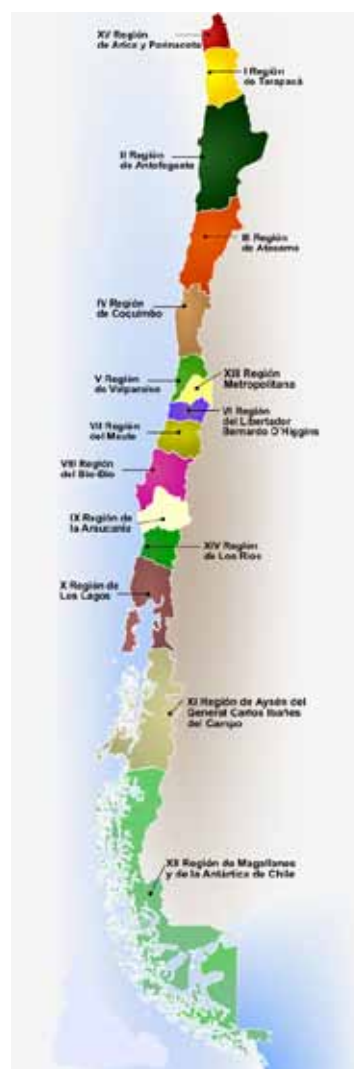 XV Región
de Arica y Parinacota
I Región
de Tarapacá
II Región
de Antofagasta
III Región
de Atacama
IV Región
de Coquimbo
V Región
de Valparaíso
XIII Región
Metropolitana
VI Región
del Libertador
Bernardo O'Higgins
VII Región
del Maule
VIII Región
del Bío-Bío
IX Región de
la Araucanía
XIV Región
de Los Ríos
X Región de
Los Lagos
XI Región de Aysén del
General Carlos Ibañes
del Campo
XII Región de Magallanes
y de la Antártica de Chile